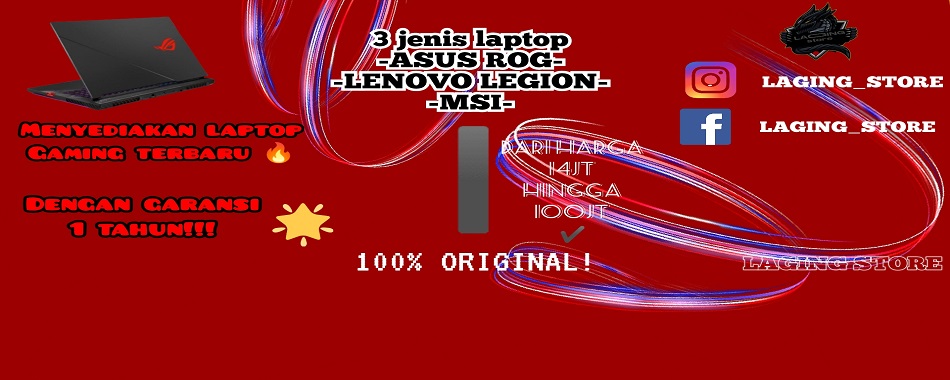 3 jenis laptop
-ASUS ROG-
-LENOVO LEGION-
-MSI-
MENYEDIAKAN LAPTOP
GAMING TERBARU 🔥
DENGAN GARANSI
1 TAHUN!!!
DARI HARGA
14JT
HINGGA
100JT
100% ORIGINAL!
LAGING_STORE
LAGING_STORE
LAGING STORE